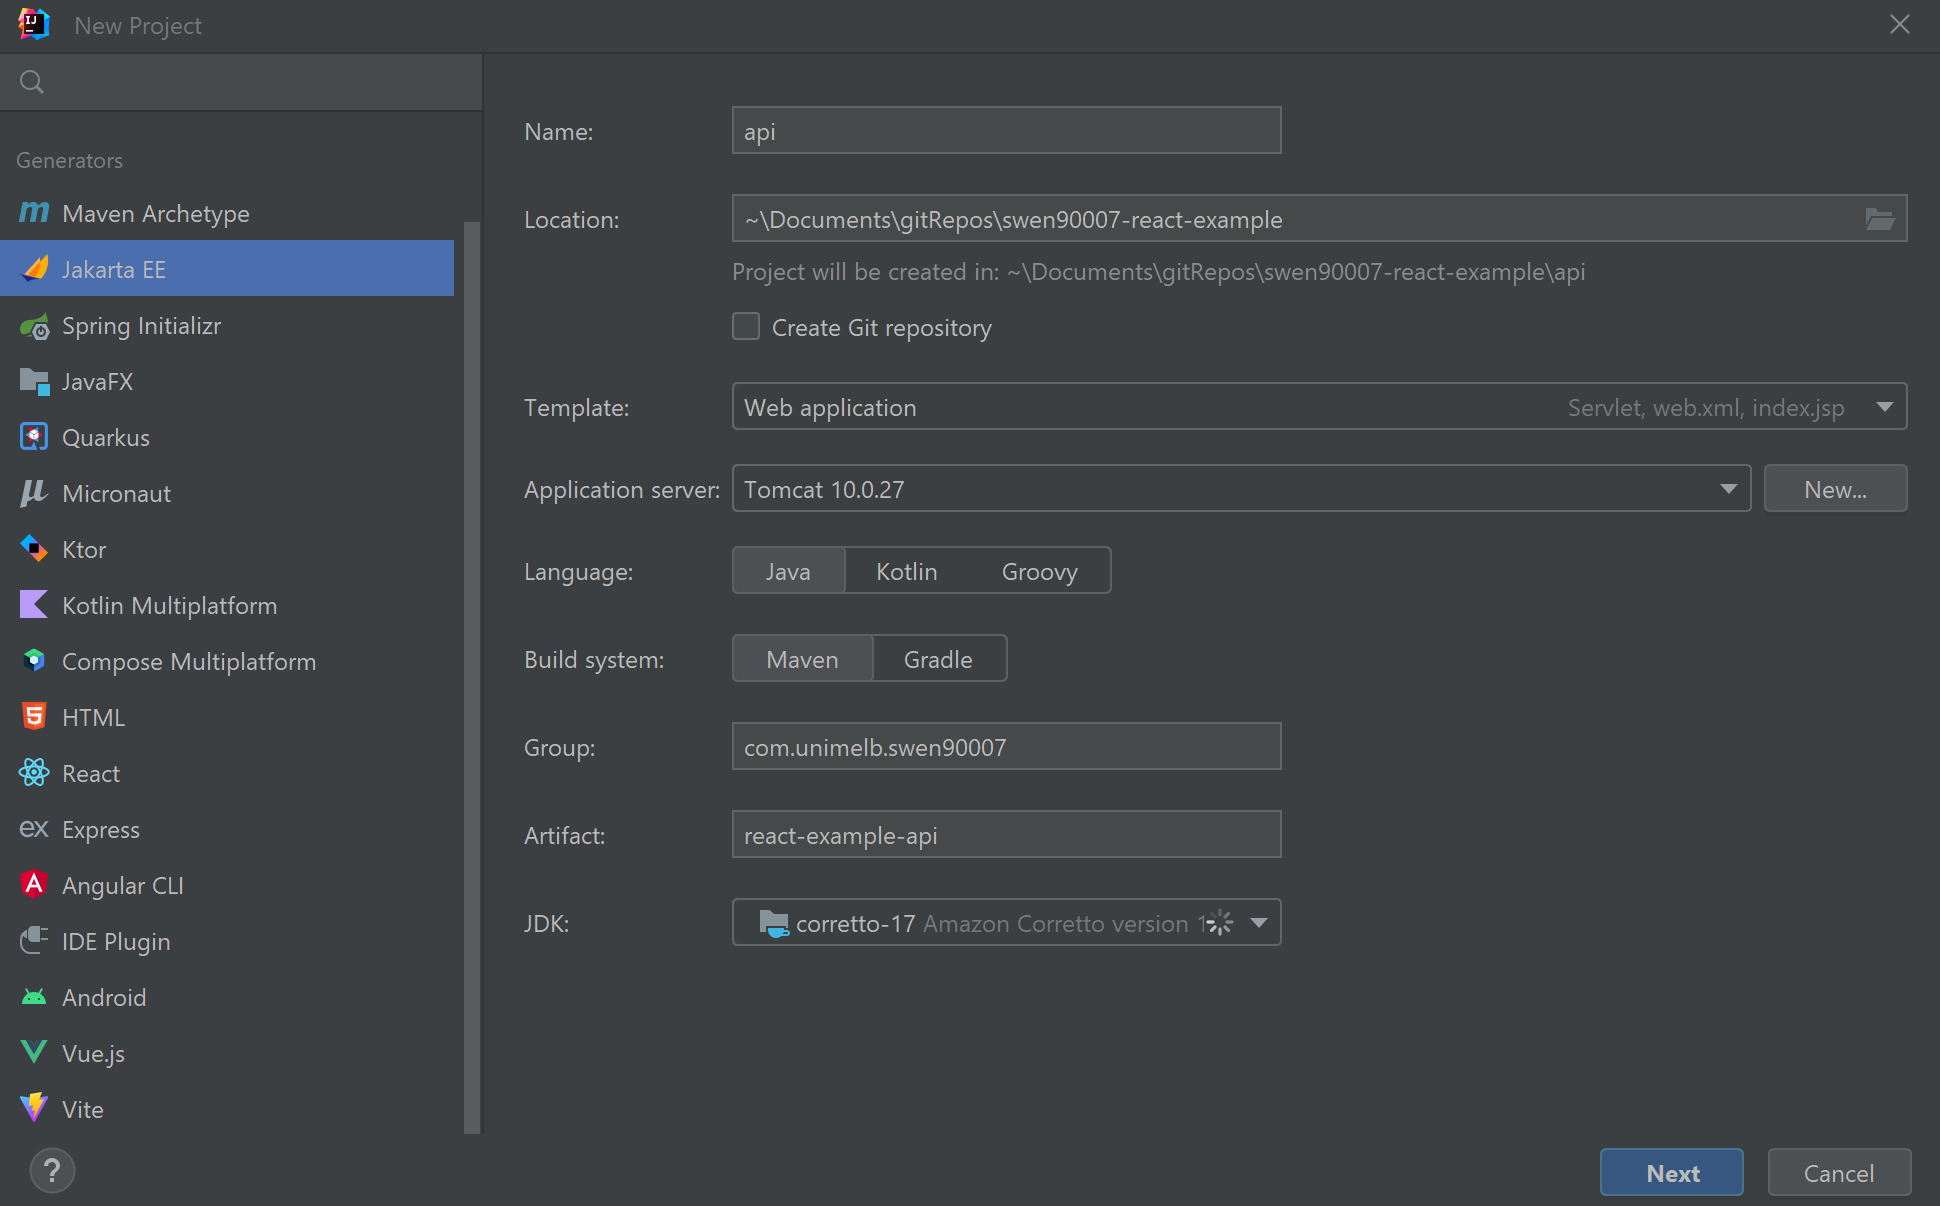 New Project
Generators
Maven Archetype
Jakarta EE
Spring Initializr
JavaFX
Quarkus
Micronaut
Ktor
Kotlin Multiplatform
Compose Multiplatform
HTML
React
Express
Angular CLI
IDE Plugin
Android
Vue.js
Vite
?
Name: api
Location: ~\Documents\gitRepos\swen90007-react-example
Project will be created in: ~\Documents\gitRepos\swen90007-react-example\api
Create Git repository
Template: Web application Servlet, web.xml, index.jsp
Application server: Tomcat 10.0.27 New...
Language: Java Kotlin Groovy
Build system: Maven Gradle
Group: com.unimelb.swen90007
Artifact: react-example-api
JDK: corretto-17 Amazon Corretto version 1
Next Cancel